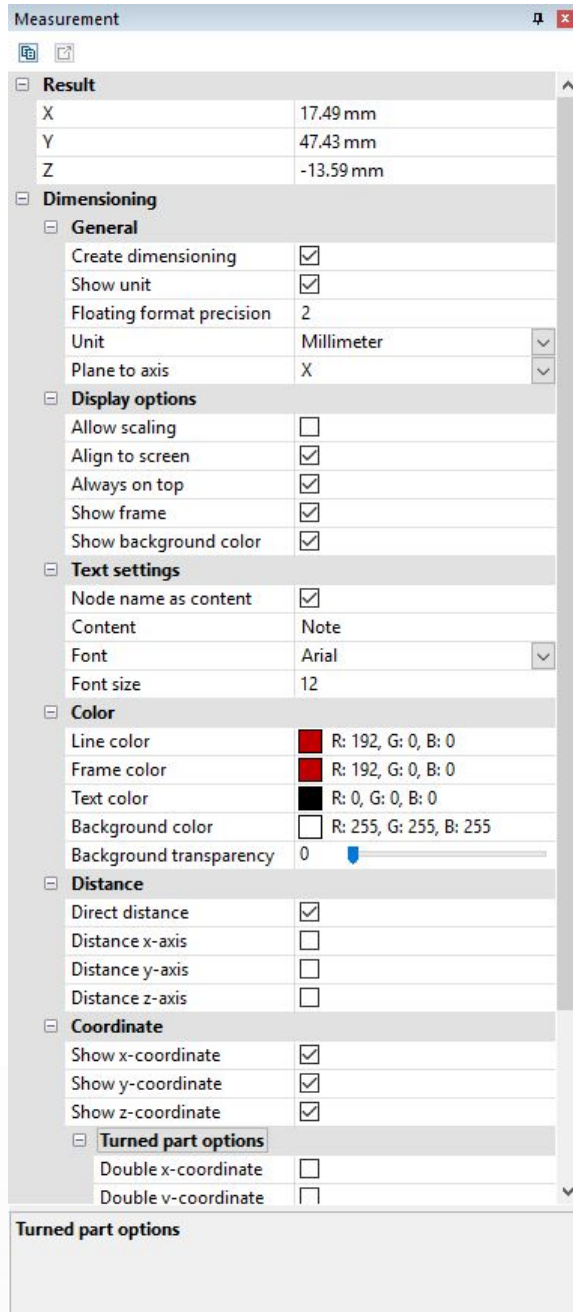 Measurement
Result
X 17.49 mm
Y 47.43 mm
Z -13.59 mm
Dimensioning
General
Create dimensioning
Show unit
Floating format precision 2
Unit Millimeter
Plane to axis X
Display options
Allow scaling
Align to screen
Always on top
Show frame
Show background color
Text settings
Node name as content
Content Note
Font Arial
Font size 12
Color
Line color R: 192, G: 0, B: 0
Frame color R: 192, G: 0, B: 0
Text color R: 0, G: 0, B: 0
Background color R: 255, G: 255, B: 255
Background transparency 0
Distance
Direct distance
Distance x-axis
Distance y-axis
Distance z-axis
Coordinate
Show x-coordinate
Show y-coordinate
Show z-coordinate
Turned part options
Double x-coordinate
Double y-coordinate
Turned part options